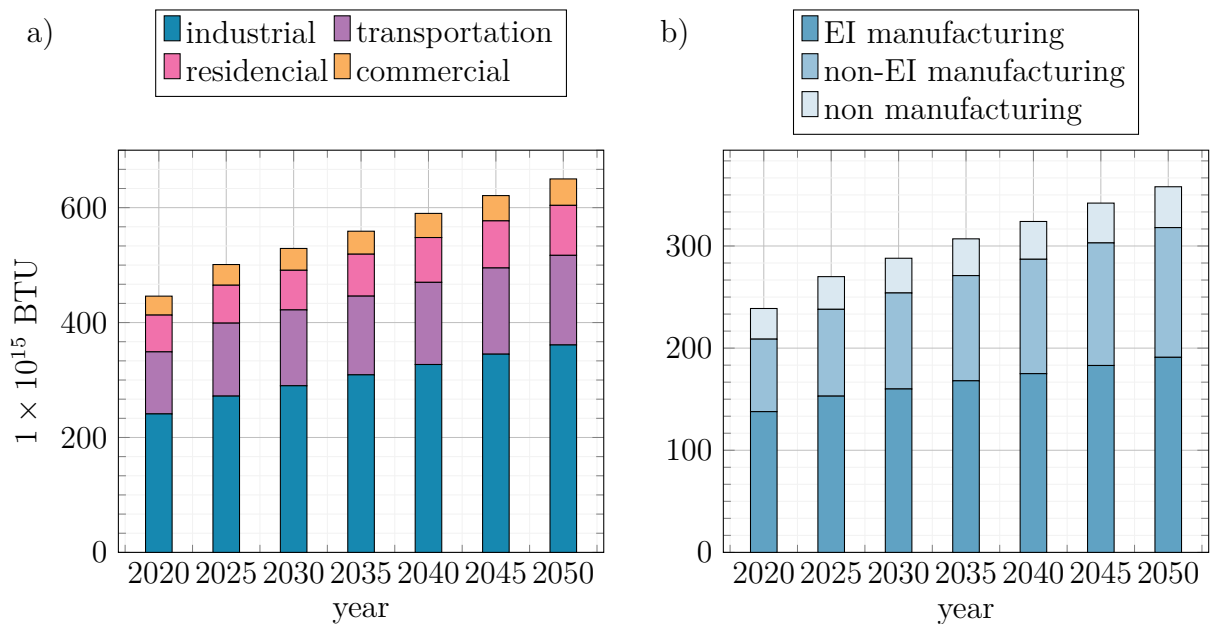 a)
industrial transportation
residencial commercial
600
400
200
0
1 × 10¹⁵ BTU
2020 2025 2030 2035 2040 2045 2050
year
b)
EI manufacturing
non-EI manufacturing
non manufacturing
300
200
100
0
2020 2025 2030 2035 2040 2045 2050
year